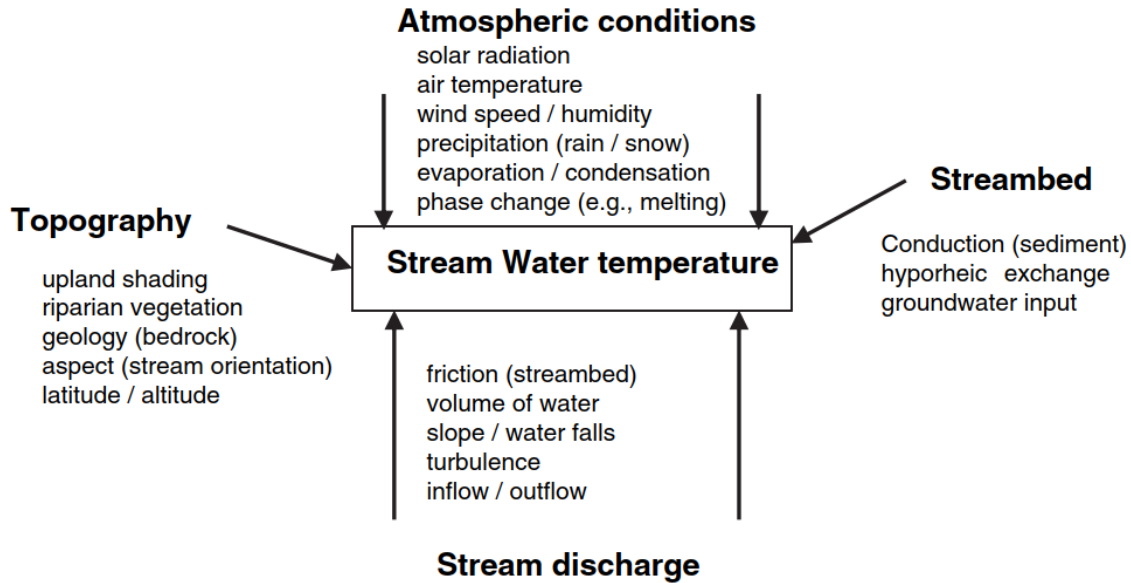 Atmospheric conditions
solar radiation
air temperature
wind speed / humidity
precipitation (rain / snow)
evaporation / condensation
phase change (e.g., melting)
Topography
upland shading
riparian vegetation
geology (bedrock)
aspect (stream orientation)
latitude / altitude
Stream Water temperature
Streambed
Conduction (sediment)
hyporheic exchange
groundwater input
friction (streambed)
volume of water
slope / water falls
turbulence
inflow / outflow
Stream discharge